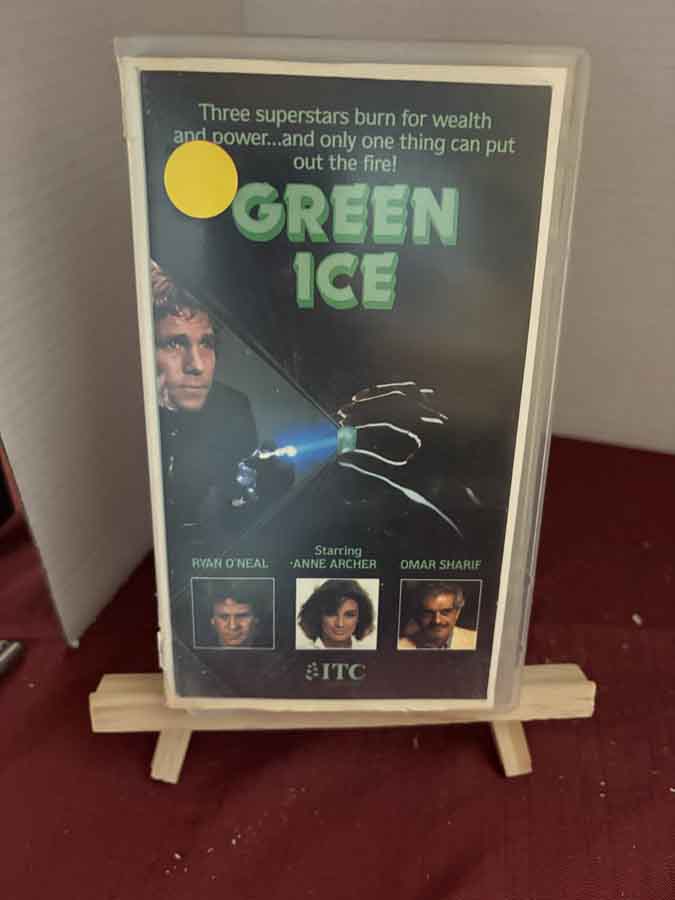 Three superstars burn for wealth
and power...and only one thing can put
out the fire!
GREEN
ICE
Starring
RYAN O'NEAL ANNE ARCHER OMAR SHARIF
ITC